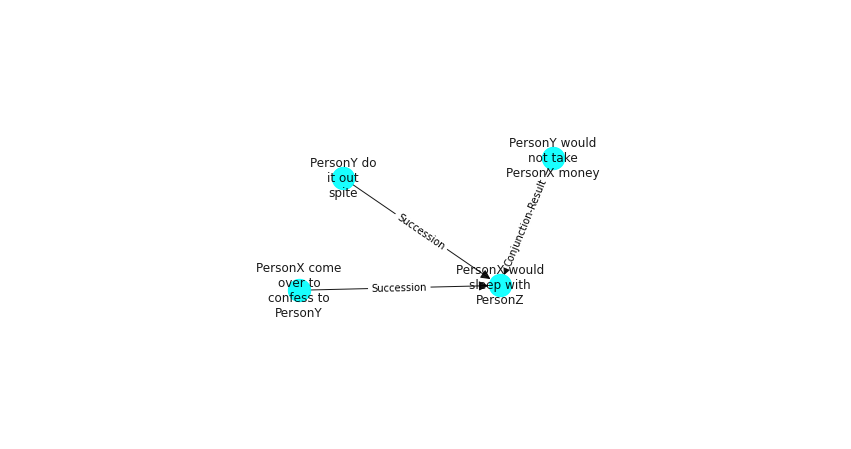 PersonY would
not take
PersonX money
PersonY do
it out
spite
Conjunction-Result
Succession
PersonX come
over to
confess to
PersonY
Succession
PersonX would
sleep with
PersonZ